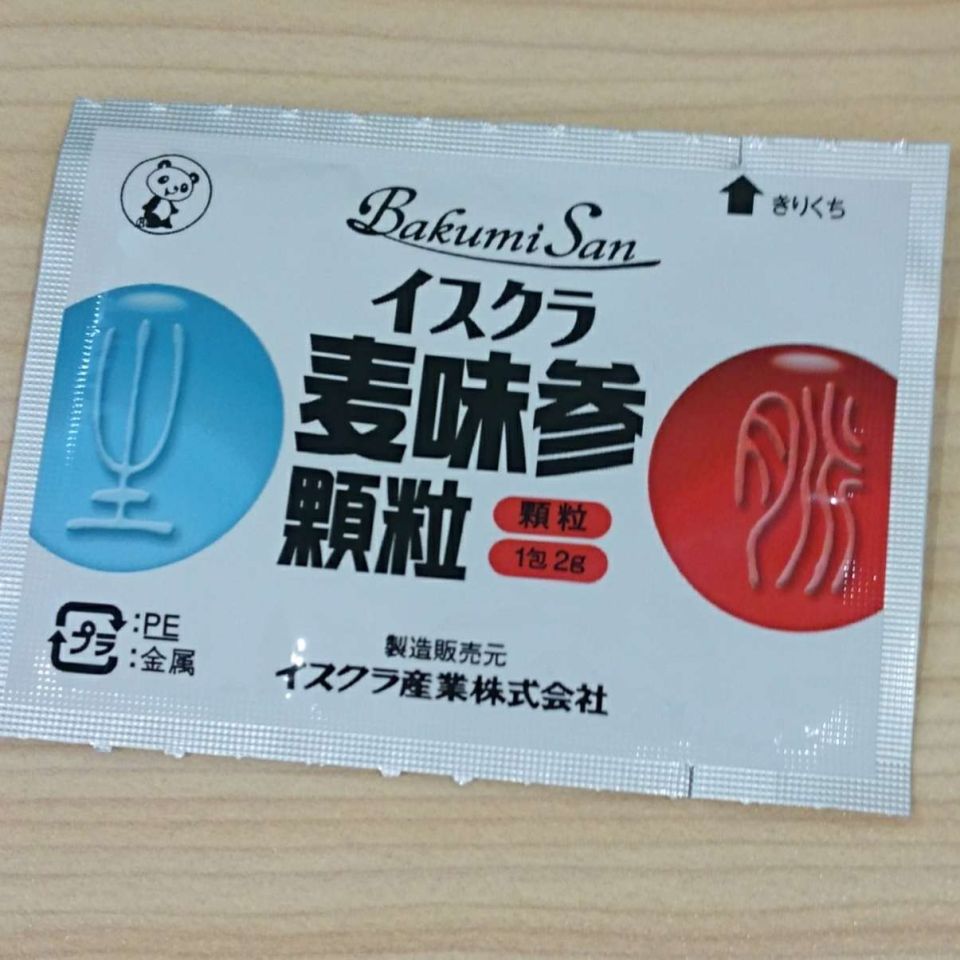 Bakumi San
きりくち
イスクラ
麦味参
顆粒
顆粒
1包 2g
プラ
:PE
:金属
製造販売元
イスクラ産業株式会社